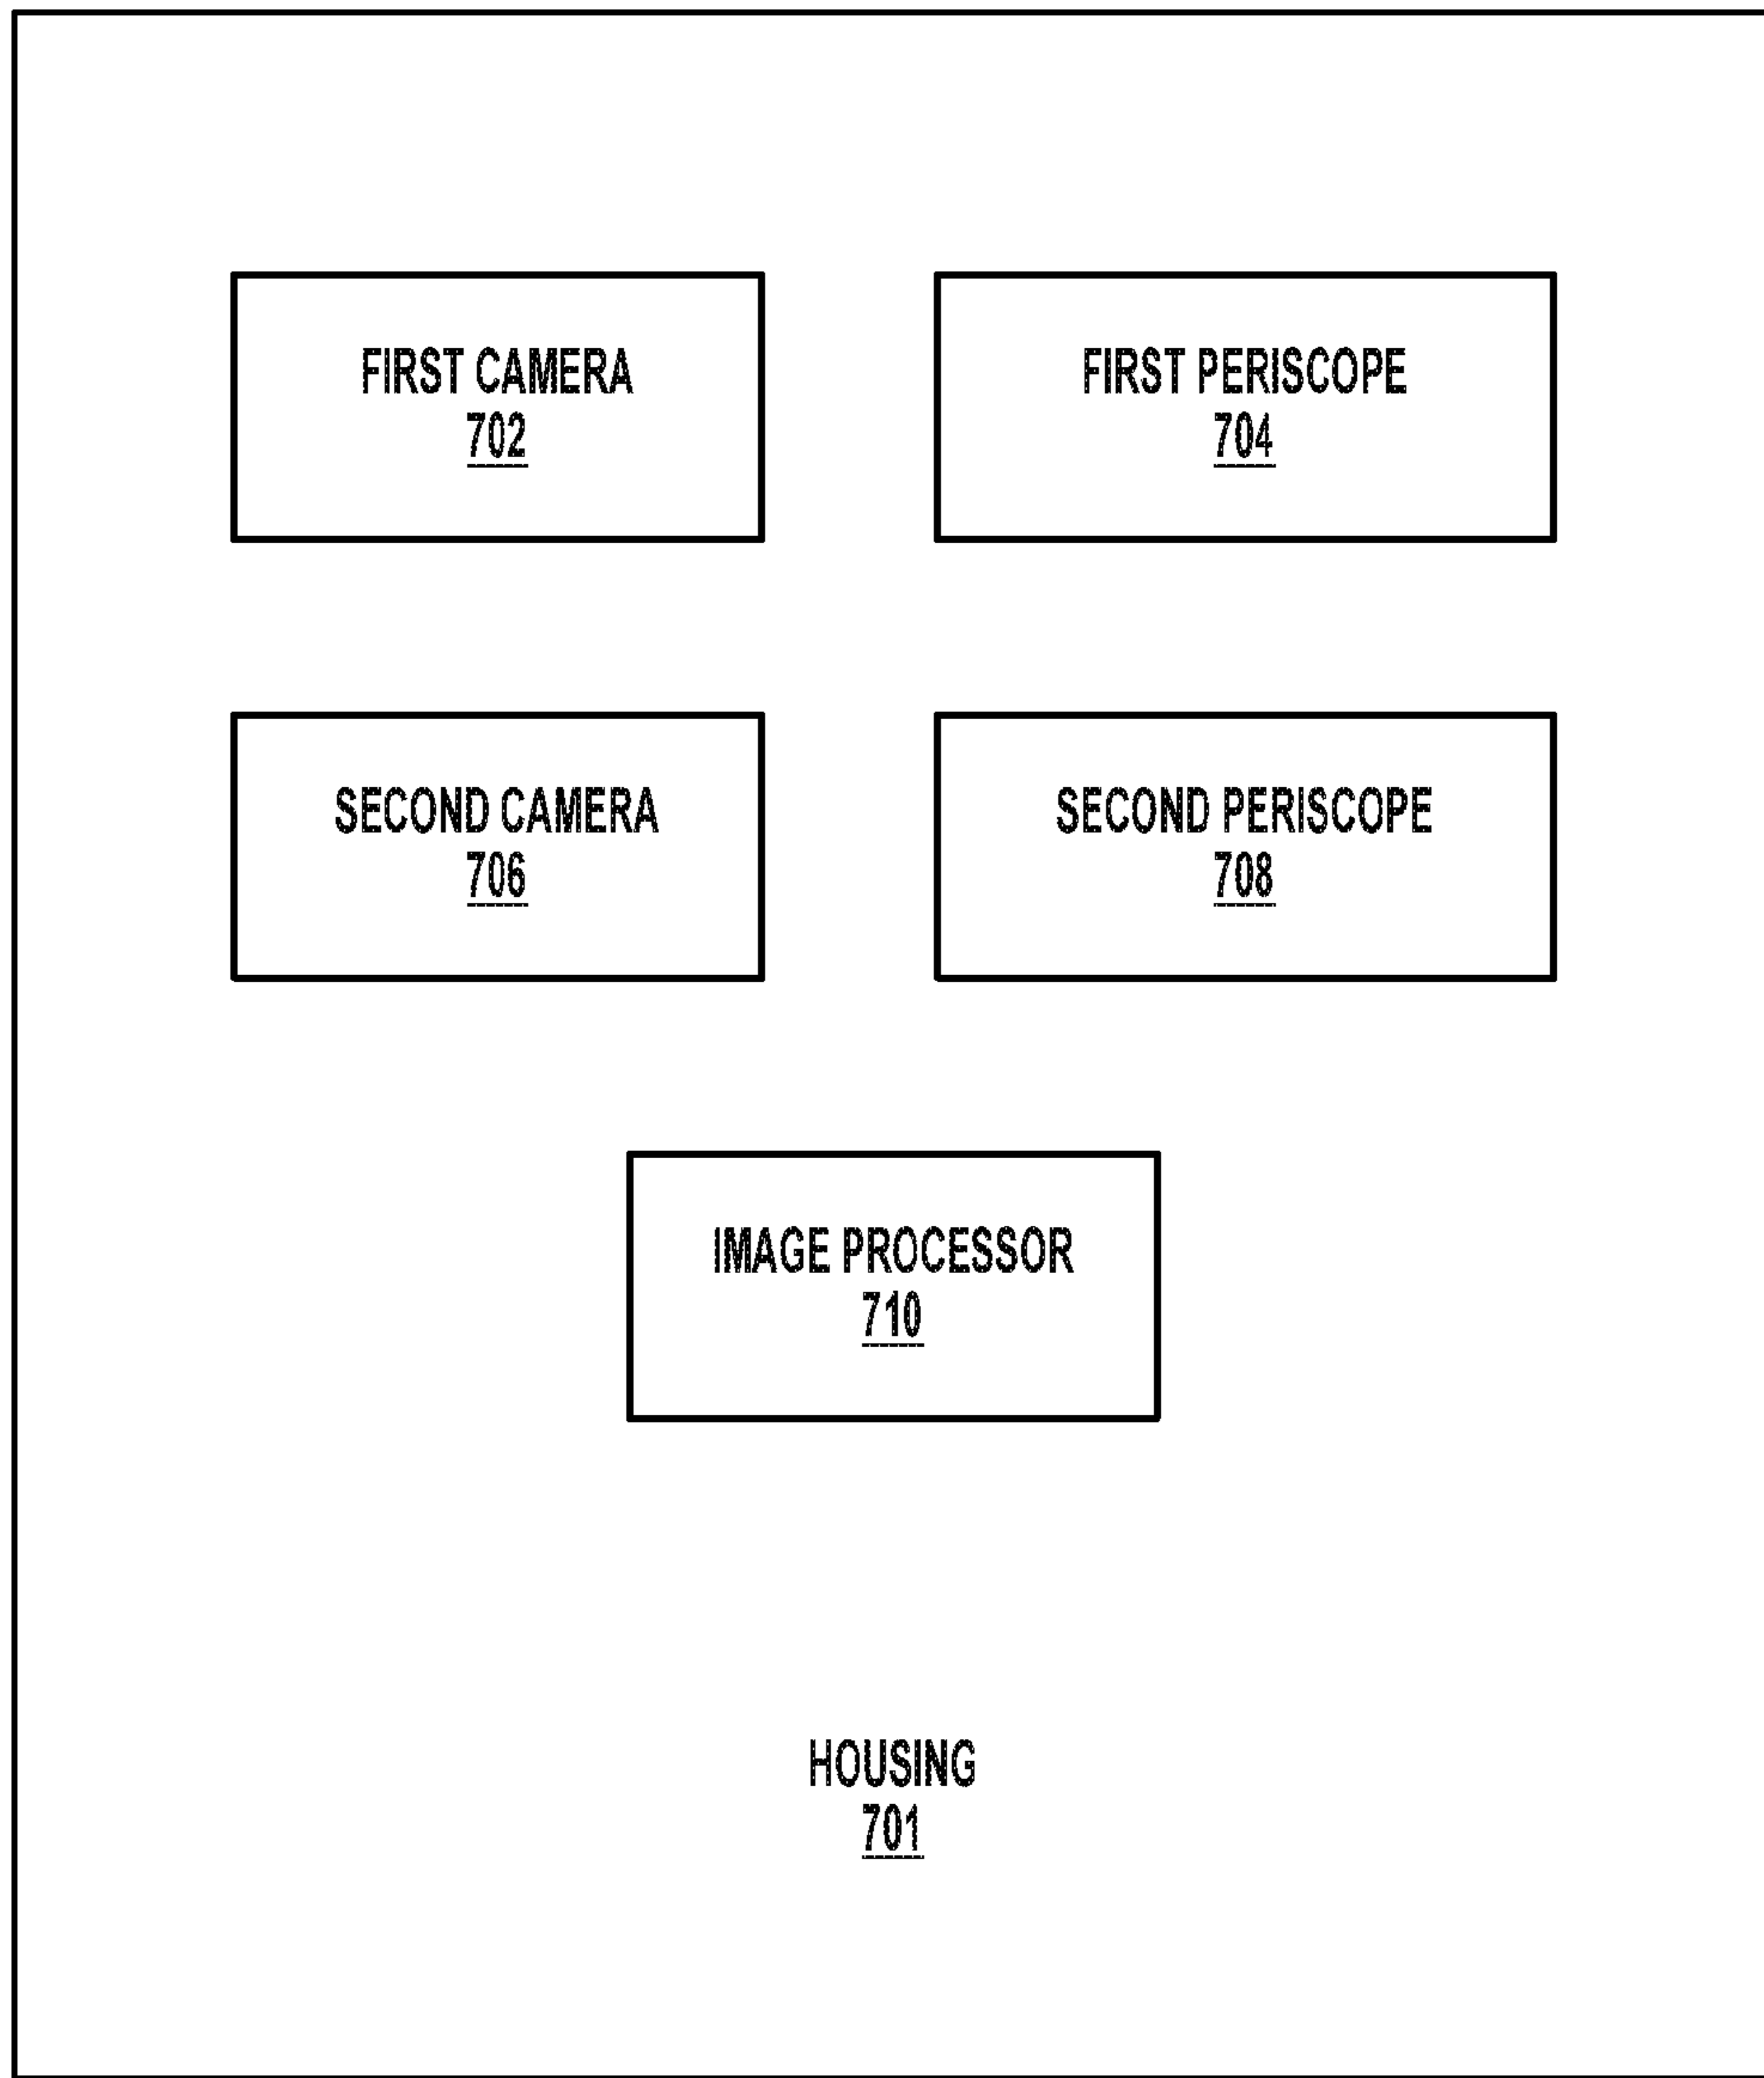 FIRST CAMERA
702
FIRST PERISCOPE
704
SECOND CAMERA
706
SECOND PERISCOPE
708
IMAGE PROCESSOR
710
HOUSING
701